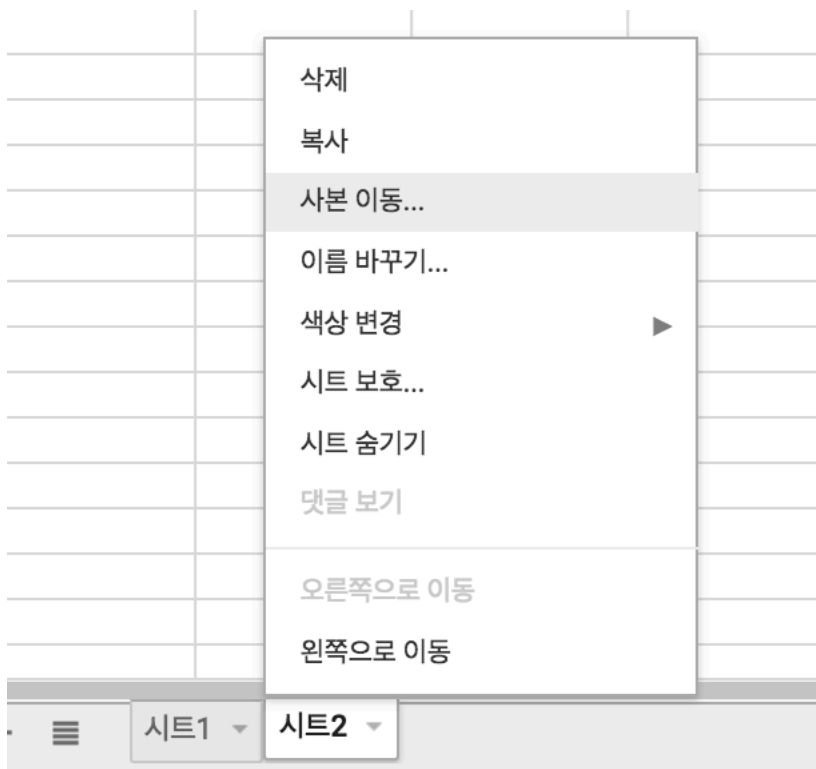 삭제
복사
사본 이동...
이름 바꾸기...
색상 변경
시트 보호...
시트 숨기기
댓글 보기
오른쪽으로 이동
왼쪽으로 이동
시트1 시트2